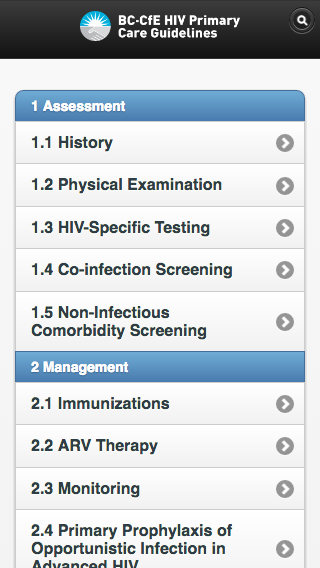 BC-CfE HIV Primary
Care Guidelines
1 Assessment
1.1 History
1.2 Physical Examination
1.3 HIV-Specific Testing
1.4 Co-infection Screening
1.5 Non-Infectious
Comorbidity Screening
2 Management
2.1 Immunizations
2.2 ARV Therapy
2.3 Monitoring
2.4 Primary Prophylaxis of
Opportunistic Infection in
Advanced HIV